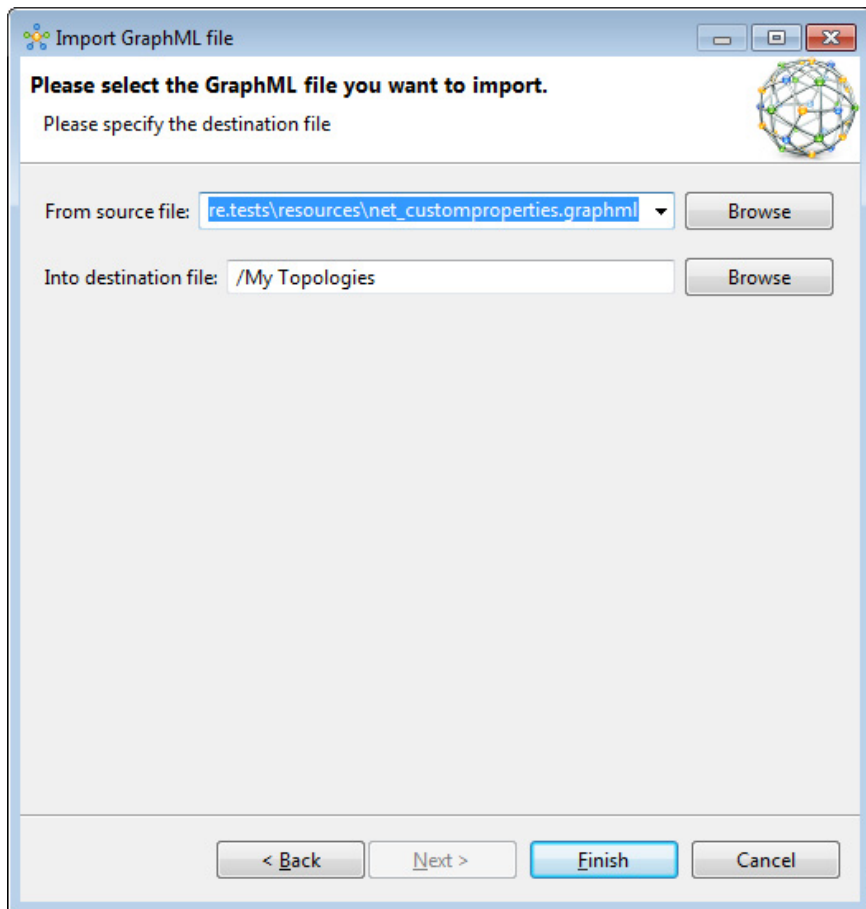 Import GraphML file
Please select the GraphML file you want to import.
Please specify the destination file
From source file: re.tests\resources\net_customproperties.graphml Browse
Into destination file: /My Topologies Browse
< Back Next > Finish Cancel